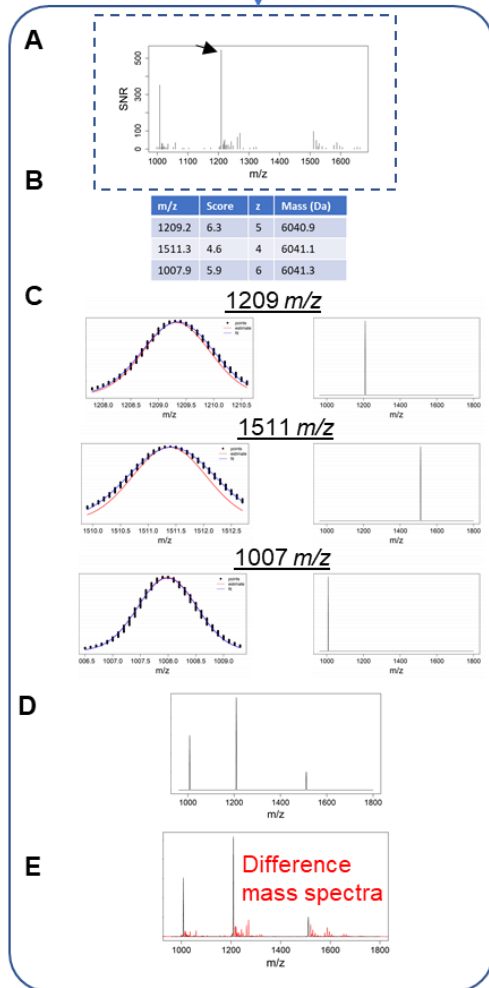 A
SNR
0 100 300 500
1000 1100 1200 1300 1400 1500 1600
m/z
B
m/z Score z Mass (Da)
1209.2 6.3 5 6040.9
1511.3 4.6 4 6041.1
1007.9 5.9 6 6041.3
C
1209 m/z
points
estimate
fit
1208.0 1208.5 1209.0 1209.5 1210.0 1210.5
m/z
1000 1200 1400 1600 1800
m/z
1511 m/z
points
estimate
fit
1510.0 1510.5 1511.0 1511.5 1512.0 1512.5
m/z
1000 1200 1400 1600 1800
m/z
1007 m/z
points
estimate
fit
06.5 1007.0 1007.5 1008.0 1008.5 1009.0
m/z
1000 1200 1400 1600 1800
m/z
D
1000 1200 1400 1600 1800
m/z
E
Difference
mass spectra
1000 1200 1400 1600 1800
m/z